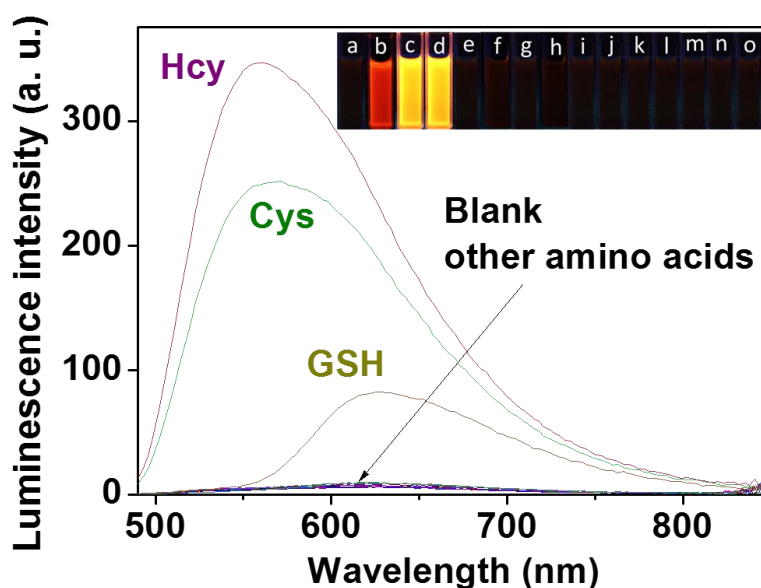 a b c d e f g h i j k l m n o
Hcy
Cys
Blank
other amino acids
GSH
Luminescence intensity (a. u.)
300
200
100
0
500 600 700 800
Wavelength (nm)